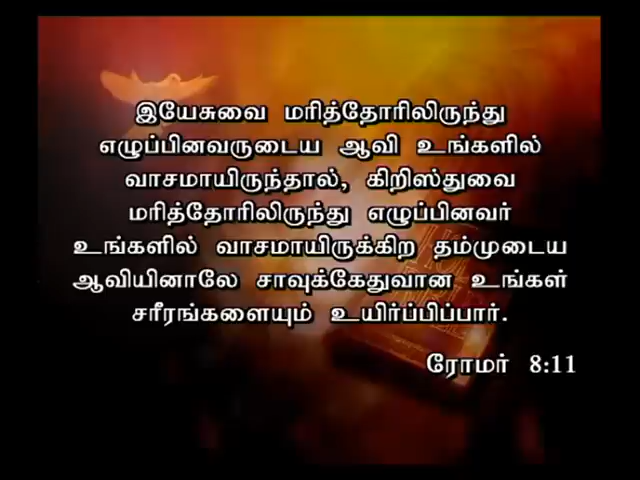 இயேசுவை மரித்தோரிலிருந்து
எழுப்பினவருடைய ஆவி உங்களில்
வாசமாயிருந்தால், கிறிஸ்துவை
மரித்தோரிலிருந்து எழுப்பினவர்
உங்களில் வாசமாயிருக்கிற தம்முடைய
ஆவியினாலே சாவுக்கேதுவான உங்கள்
சரீரங்களையும் உயிர்ப்பிப்பார்.
ரோமர் 8:11